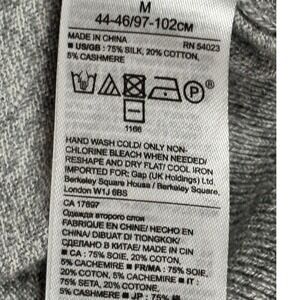 M
44-46/97-102CM
MADE IN CHINA RN 54023
■ US/GB : 75% SILK, 20% COTTON,
5% CASHMERE
P
1166
HAND WASH COLD/ ONLY NON-
CHLORINE BLEACH WHEN NEEDED/
RESHAPE AND DRY FLAT/ COOL IRON
IMPORTED FOR: Gap (UK Holdings) Ltd.
Berkeley Square House / Berkeley Square,
London W1J 6BS
CA 17897
Одежда второго слоя
FABRIQUE EN CHINE/ HECHO EN
CHINA/ DIBUAT DI TIONGKOK/
СДЕЛАНО В КИТАЕ/ MADE IN CIN
■ CA : 75% SOIE, 20% COTON,
5% CACHEMIRE ■ FR/MA : 75% SOIE,
20% COTON, 5% CACHEMIRE ■ IT :
75% SETA, 20% COTONE,
5% CASHMERE ■ JP : 75%